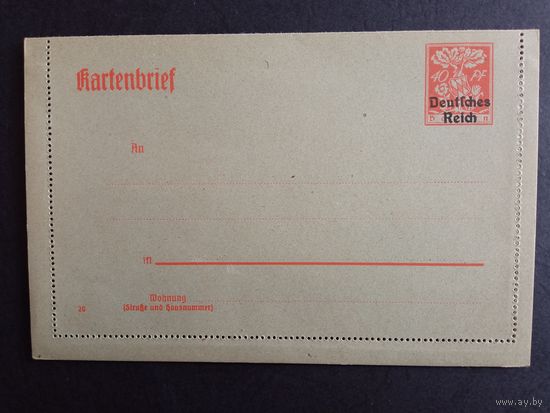 Kartenbrief
40 PF
Deutſches
Reich
An
in
Wohnung
(Straße und Hausnummer)
20
www.ay.by